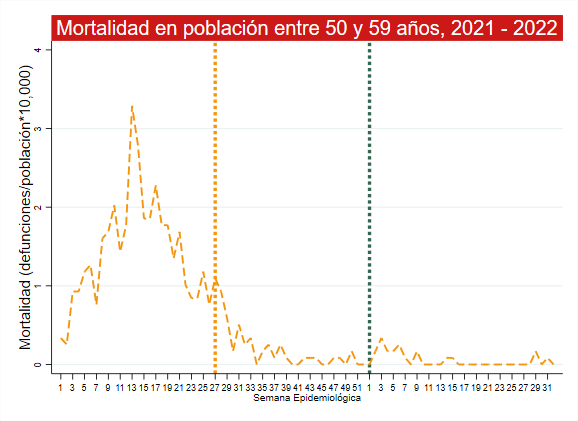 Mortalidad en población entre 50 y 59 años, 2021 - 2022
Mortalidad (defunciones/población*10,000)
4
3
2
1
0
1 3 5 7 9 11 13 15 17 19 21 23 25 27 29 31 33 35 37 39 41 43 45 47 49 51 1 3 5 7 9 11 13 15 17 19 21 23 25 27 29 31
Semana Epidemiológica